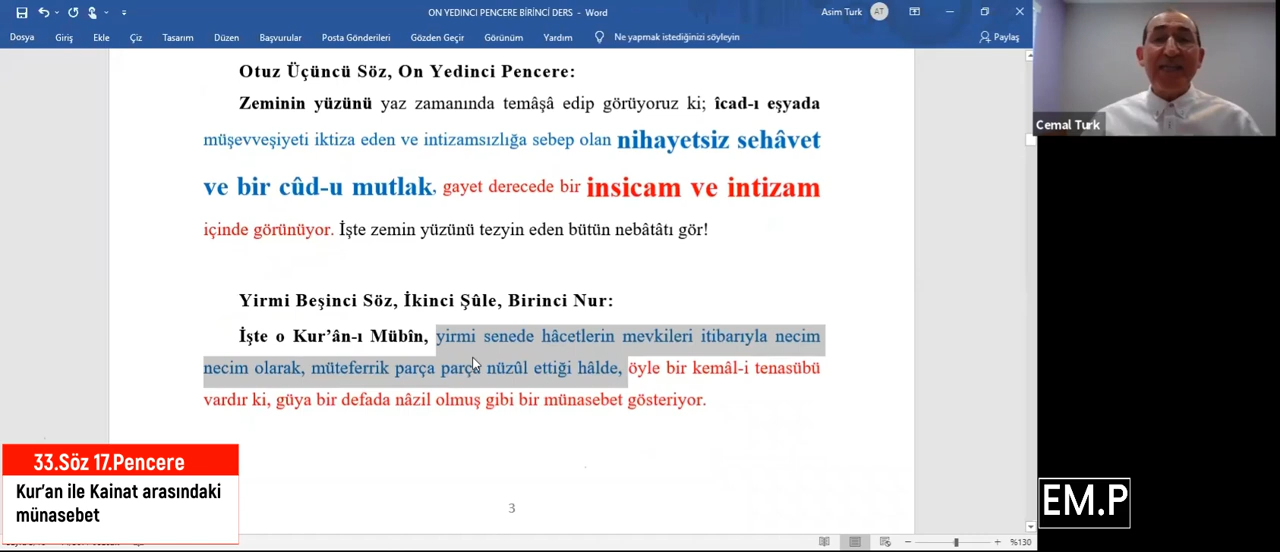 ON YEDINCI PENCERE BİRİNCİ DERS - Word
Asim Turk AT
Dosya Giriş Ekle Çiz Tasarım Düzen Başvurular Posta Gönderileri Gözden Geçir Görünüm Yardım Ne yapmak istediğinizi söyleyin Paylaş
Otuz Üçüncü Söz, On Yedinci Pencere:
Zeminin yüzünü yaz zamanında temâşâ edip görüyoruz ki; îcad-ı eşyada
müşevveşiyeti iktiza eden ve intizamsızlığa sebep olan nihayetsiz sehâvet
ve bir cûd-u mutlak, gayet derecede bir insicam ve intizam
içinde görünüyor. İşte zemin yüzünü tezyin eden bütün nebâtâtı gör!
Yirmi Beşinci Söz, İkinci Şûle, Birinci Nur:
İşte o Kur’ân-ı Mübîn, yirmi senede hâcetlerin mevkileri itibarıyla necim
necim olarak, müteferrik parça parça nüzûl ettiği hâlde, öyle bir kemâl-i tenasübü
vardır ki, güya bir defada nâzil olmuş gibi bir münasebet gösteriyor.
3
Cemal Turk
33.Söz 17.Pencere
Kur’an ile Kainat arasındaki
münasebet
EM.P
%130